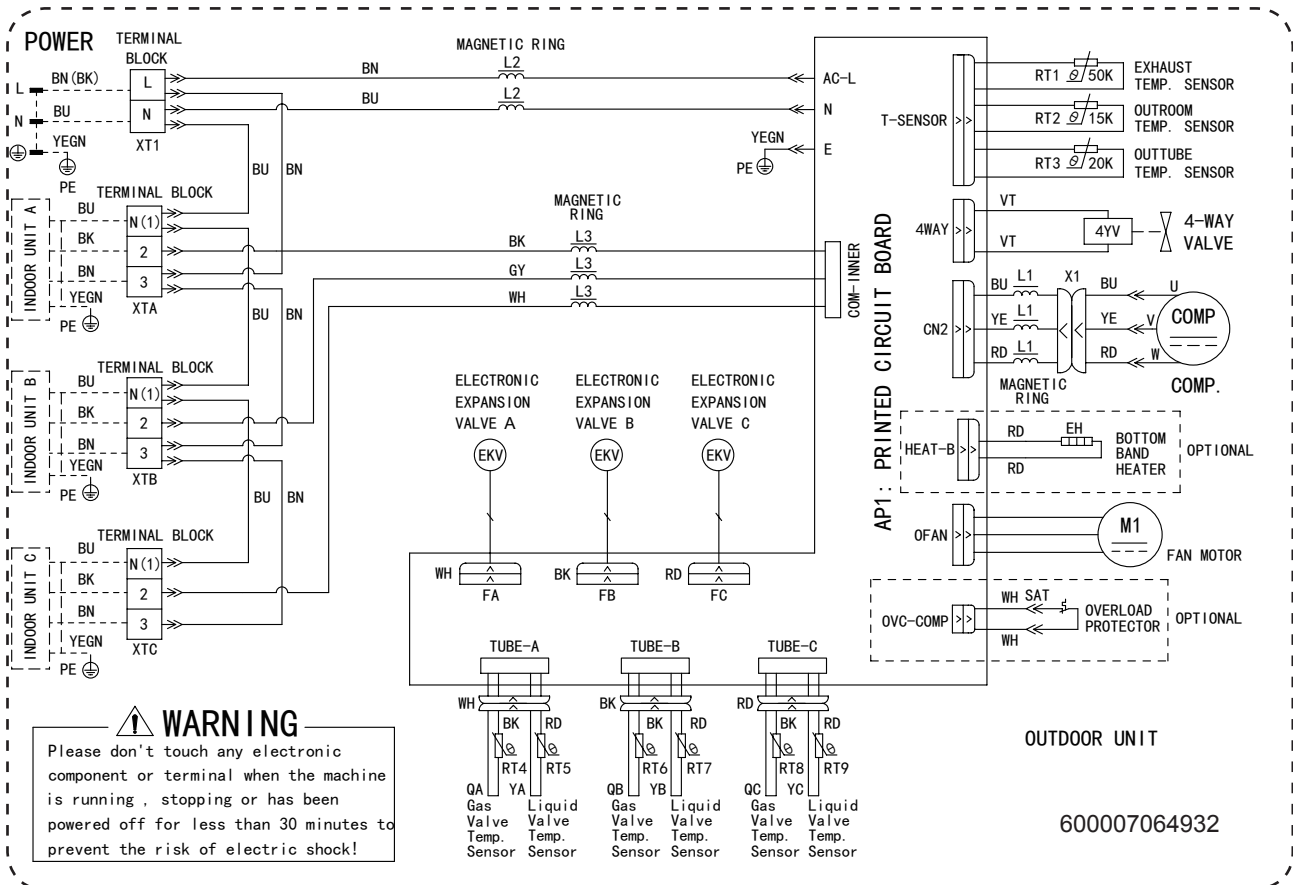 POWER
TERMINAL
BLOCK
MAGNETIC RING
L2
BN
L2
BU
L
BN(BK)
N
BU
YEGN
PE
L
N
XT1
BU
BN
AC-L
N
E
YEGN
PE
INDOOR UNIT A
TERMINAL BLOCK
BU
BK
BN
YEGN
PE
N(1)
2
3
XTA
BU
BN
MAGNETIC
RING
BK
L3
GY
L3
WH
L3
COM-INNER
INDOOR UNIT B
TERMINAL BLOCK
BU
BK
BN
YEGN
PE
N(1)
2
3
XTB
BU
BN
INDOOR UNIT C
TERMINAL BLOCK
BU
BK
BN
YEGN
PE
N(1)
2
3
XTC
ELECTRONIC
EXPANSION
VALVE A
EKV
WH
FA
ELECTRONIC
EXPANSION
VALVE B
EKV
BK
FB
ELECTRONIC
EXPANSION
VALVE C
EKV
RD
FC
AP1: PRINTED CIRCUIT BOARD
T-SENSOR
RT1 θ 50K
EXHAUST
TEMP. SENSOR
RT2 θ 15K
OUTROOM
TEMP. SENSOR
RT3 θ 20K
OUTTUBE
TEMP. SENSOR
4WAY
VT
VT
4YV
4-WAY
VALVE
CN2
BU
L1
X1
BU
U
YE
L1
YE
V
RD
L1
RD
W
COMP
COMP.
MAGNETIC
RING
HEAT-B
RD
EH
RD
BOTTOM
BAND
HEATER
OPTIONAL
OFAN
M1
FAN MOTOR
OVC-COMP
WH
SAT
WH
OVERLOAD
PROTECTOR
OPTIONAL
TUBE-A
WH
BK
RD
θ
RT4
θ
RT5
QA
YA
Gas
Valve
Temp.
Sensor
Liquid
Valve
Temp.
Sensor
TUBE-B
BK
BK
RD
θ
RT6
θ
RT7
QB
YB
Gas
Valve
Temp.
Sensor
Liquid
Valve
Temp.
Sensor
TUBE-C
RD
BK
RD
θ
RT8
θ
RT9
QC
YC
Gas
Valve
Temp.
Sensor
Liquid
Valve
Temp.
Sensor
WARNING
Please don't touch any electronic
component or terminal when the machine
is running , stopping or has been
powered off for less than 30 minutes to
prevent the risk of electric shock!
OUTDOOR UNIT
600007064932